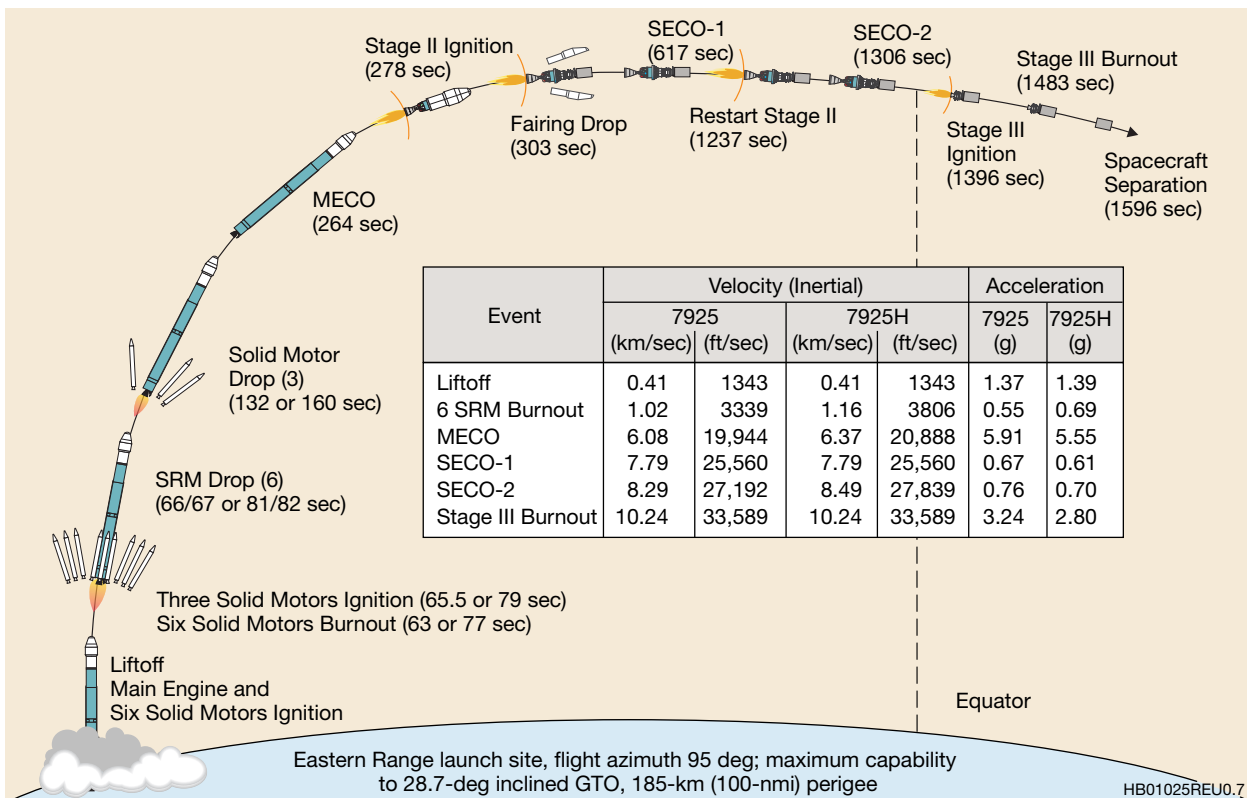 Stage II Ignition
(278 sec)
SECO-1
(617 sec)
SECO-2
(1306 sec)
Stage III Burnout
(1483 sec)
Fairing Drop
(303 sec)
Restart Stage II
(1237 sec)
Stage III
Ignition
(1396 sec)
Spacecraft
Separation
(1596 sec)
MECO
(264 sec)
Solid Motor
Drop (3)
(132 or 160 sec)
SRM Drop (6)
(66/67 or 81/82 sec)
Three Solid Motors Ignition (65.5 or 79 sec)
Six Solid Motors Burnout (63 or 77 sec)
Liftoff
Main Engine and
Six Solid Motors Ignition
Event Velocity (Inertial) Acceleration
7925 7925H 7925 7925H
(km/sec) (ft/sec) (km/sec) (ft/sec) (g) (g)
Liftoff 0.41 1343 0.41 1343 1.37 1.39
6 SRM Burnout 1.02 3339 1.16 3806 0.55 0.69
MECO 6.08 19,944 6.37 20,888 5.91 5.55
SECO-1 7.79 25,560 7.79 25,560 0.67 0.61
SECO-2 8.29 27,192 8.49 27,839 0.76 0.70
Stage III Burnout 10.24 33,589 10.24 33,589 3.24 2.80
Equator
Eastern Range launch site, flight azimuth 95 deg; maximum capability
to 28.7-deg inclined GTO, 185-km (100-nmi) perigee
HB01025REU0.7